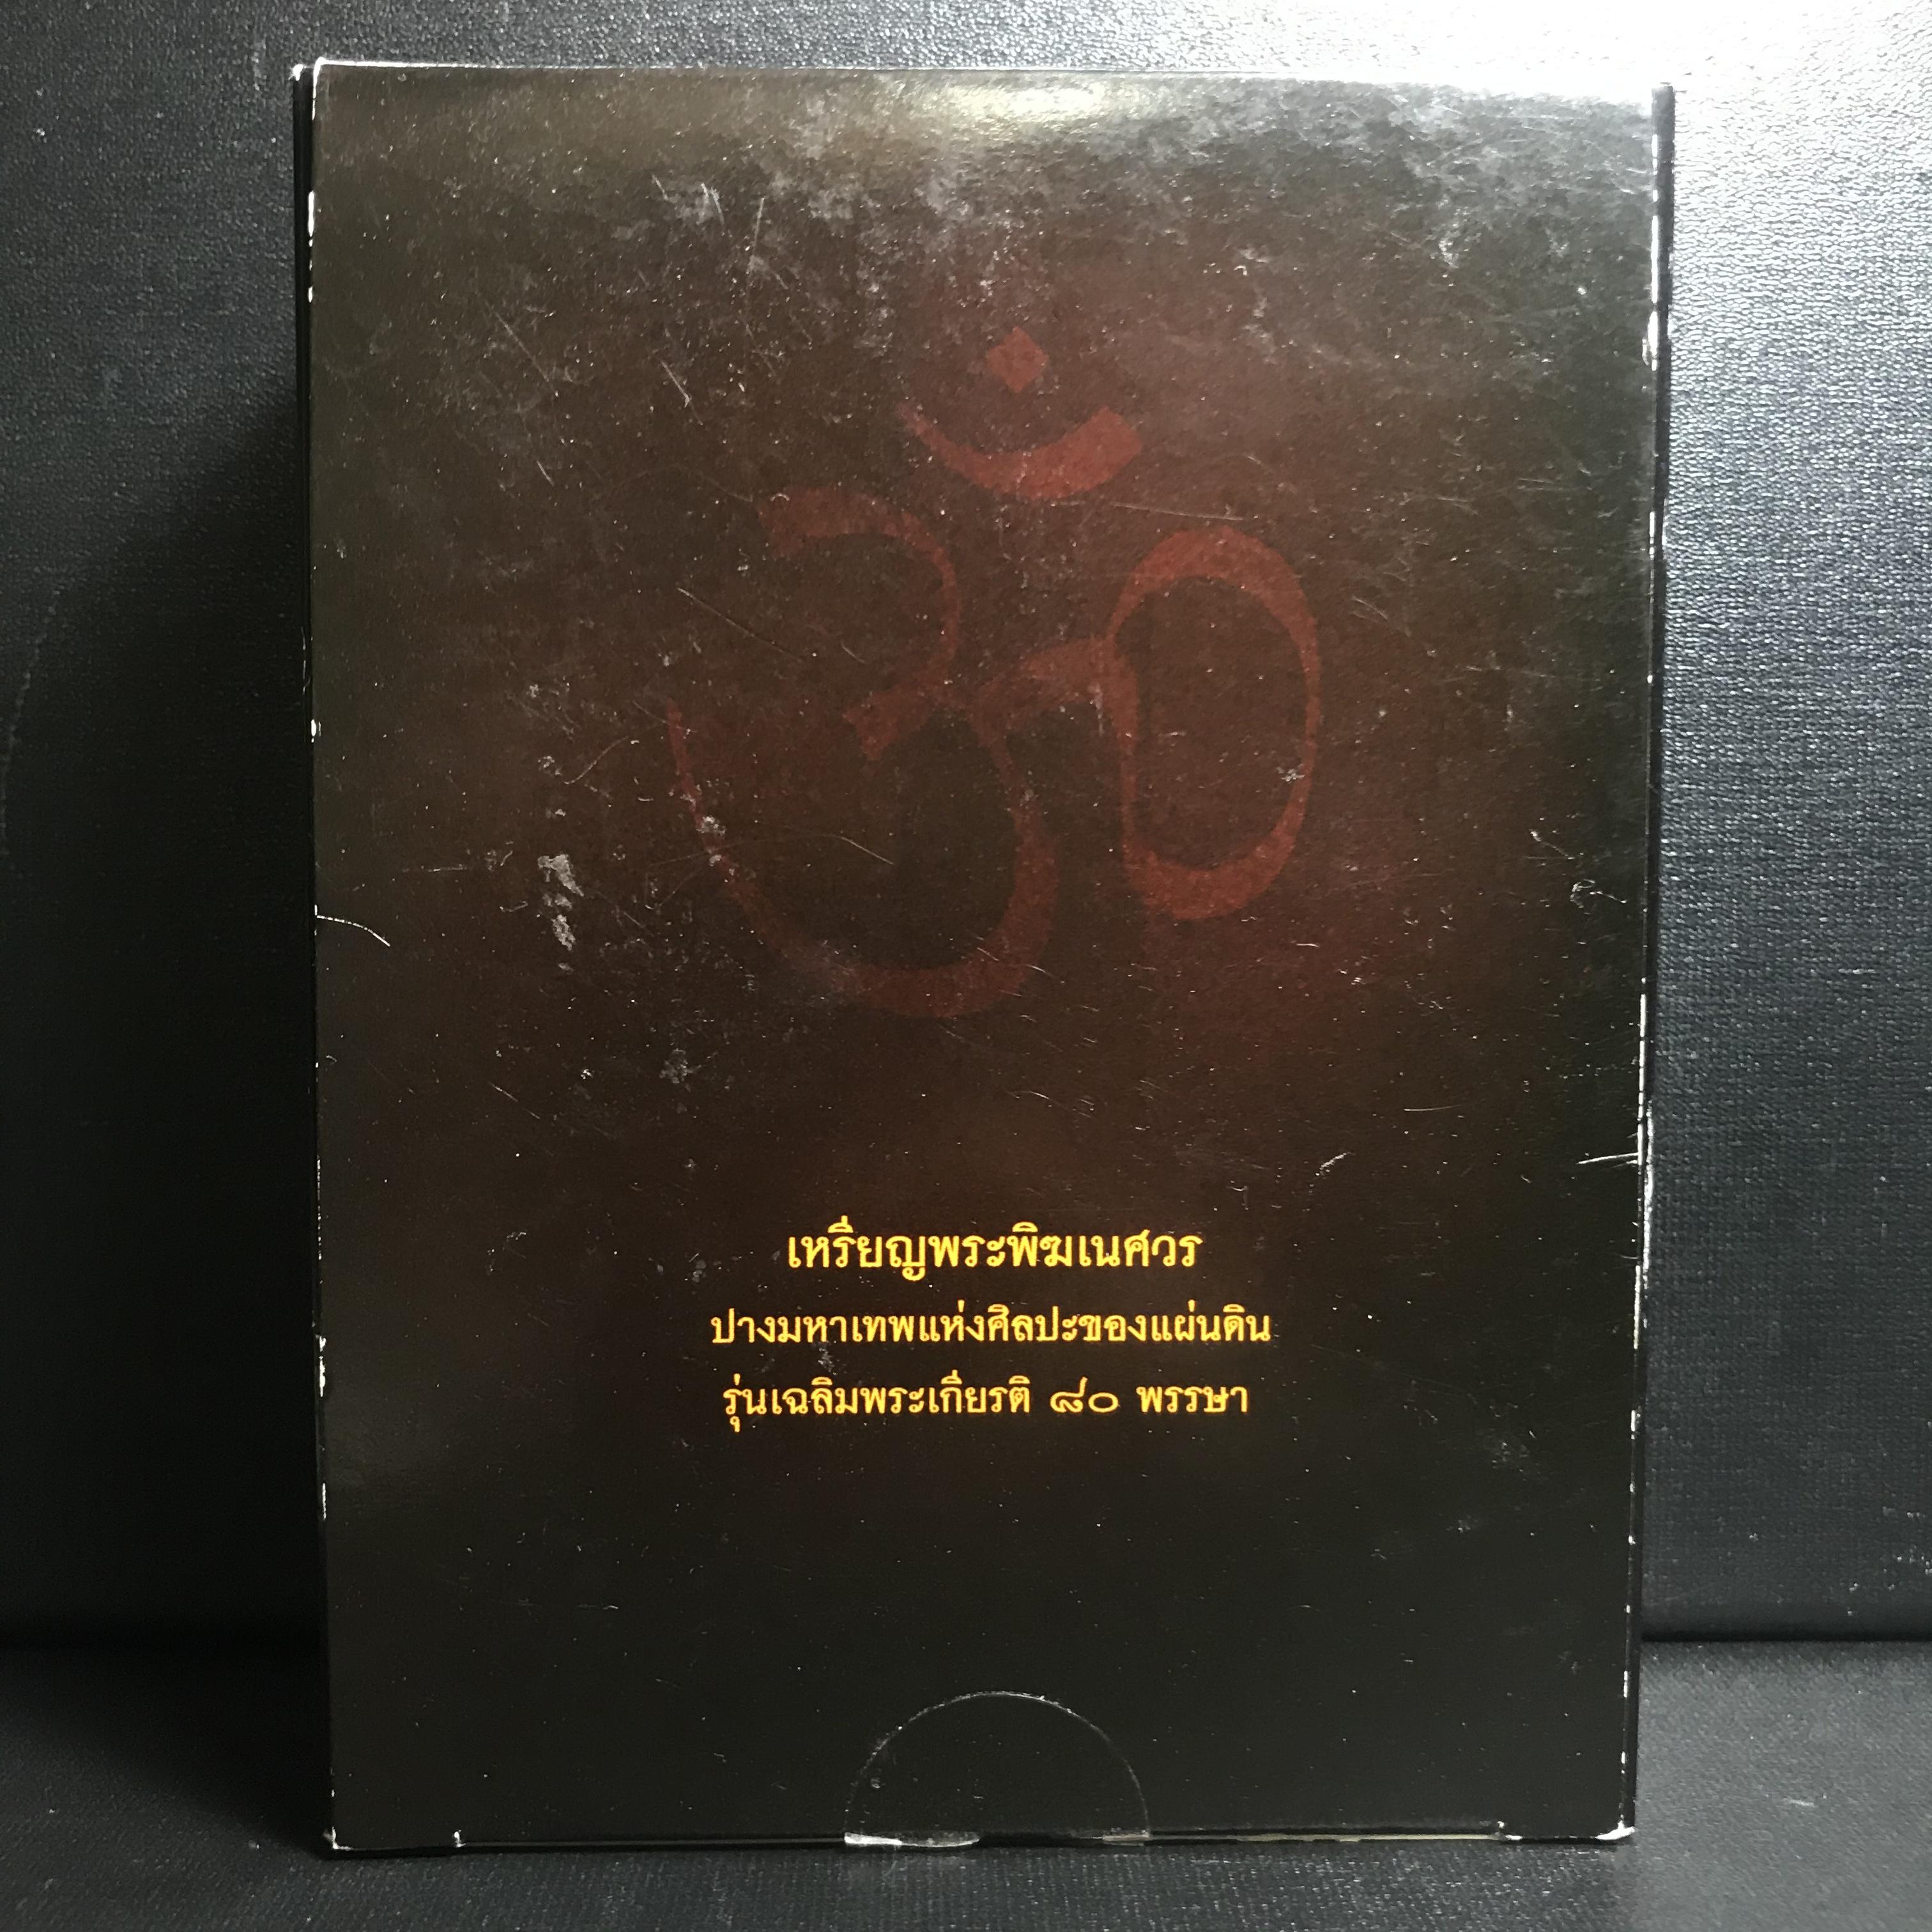 ॐ
เหรียญพระพิฆเนศวร
ปางมหาเทพแห่งศิลปะของแผ่นดิน
รุ่นเฉลิมพระเกียรติ ๘๐ พรรษา